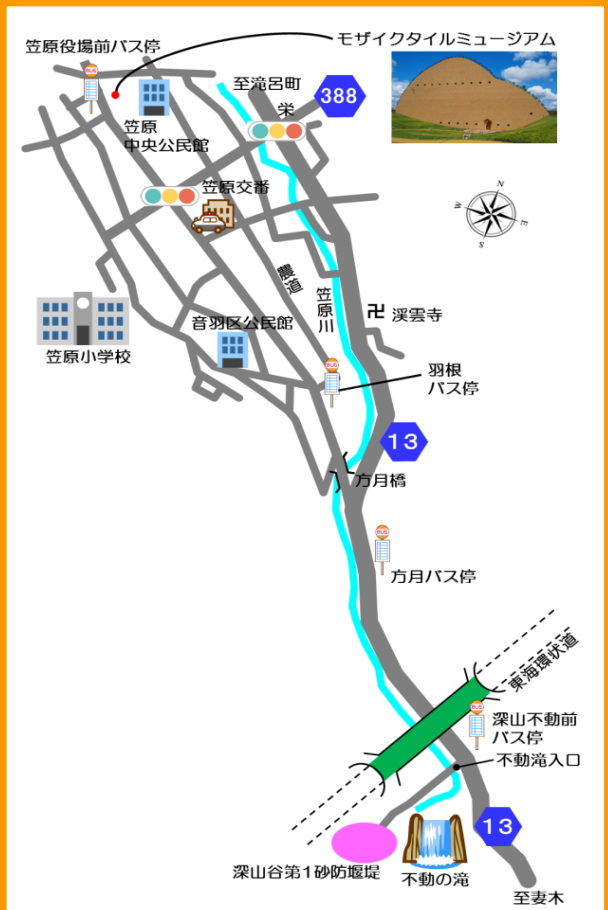 モザイクタイルミュージアム
笠原役場前バス停
BUS
至滝呂町
388
栄
笠原
中央公民館
笠原交番
N
W
E
S
農道
笠原川
卍 渓雲寺
音羽区公民館
笠原小学校
BUS
羽根
バス停
13
方月橋
BUS
方月バス停
東海環状道
BUS
深山不動前
バス停
不動滝入口
13
深山谷第1砂防堰堤
不動の滝
至妻木